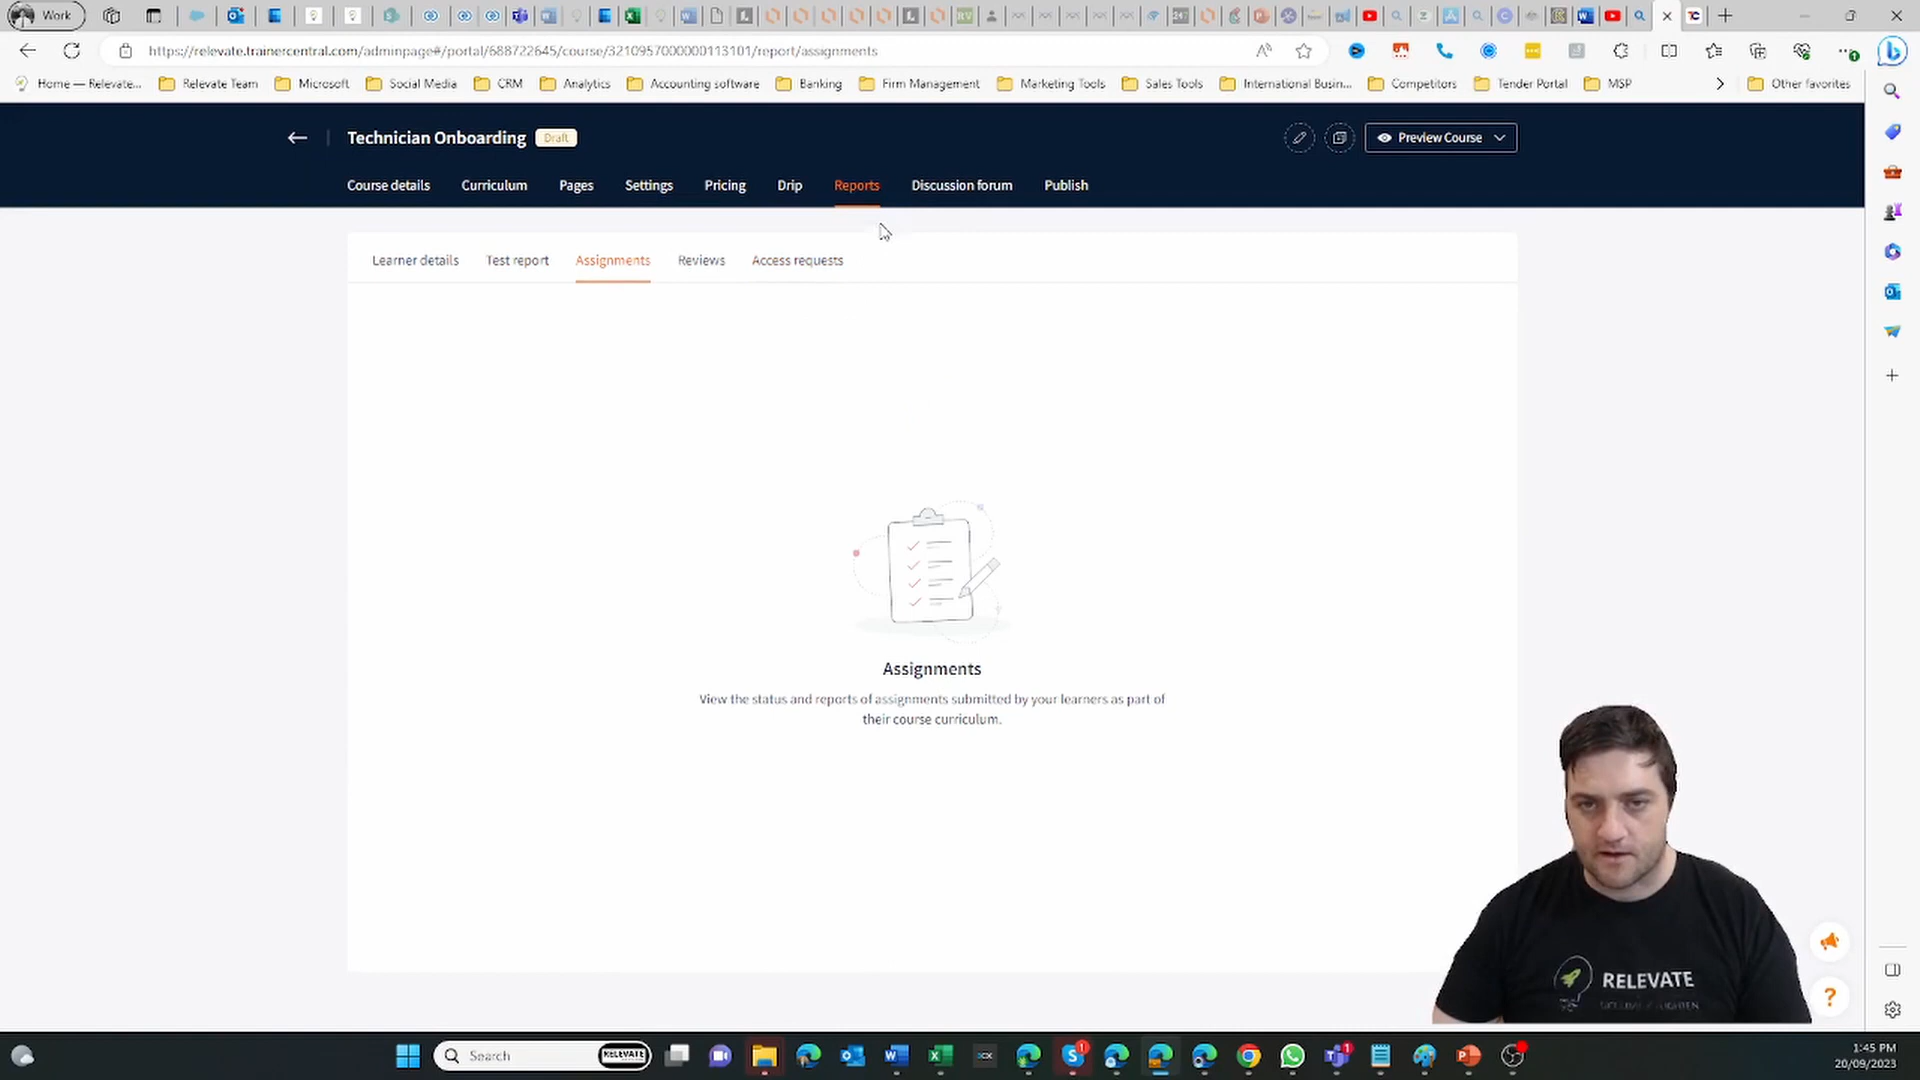 Work
https://relevate.trainercentral.com/adminpage#/portal/688722645/course/3210957000000113101/report/assignments
Home — Relevate...
Relevate Team
Microsoft
Social Media
CRM
Analytics
Accounting software
Banking
Firm Management
Marketing Tools
Sales Tools
International Busin...
Competitors
Tender Portal
MSP
Other favorites
Technician Onboarding
Draft
Preview Course
Course details
Curriculum
Pages
Settings
Pricing
Drip
Reports
Discussion forum
Publish
Learner details
Test report
Assignments
Reviews
Access requests
Assignments
View the status and reports of assignments submitted by your learners as part of
their course curriculum.
RELEVATE
?
Search
RELEVATE
1:45 PM
20/09/2023